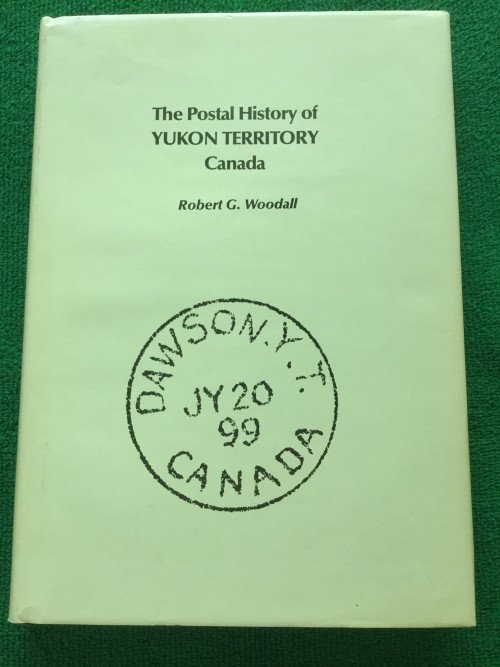 The Postal History of
YUKON TERRITORY
Canada
Robert G. Woodall
DAWSON.Y.T.
JY 20
99
CANADA